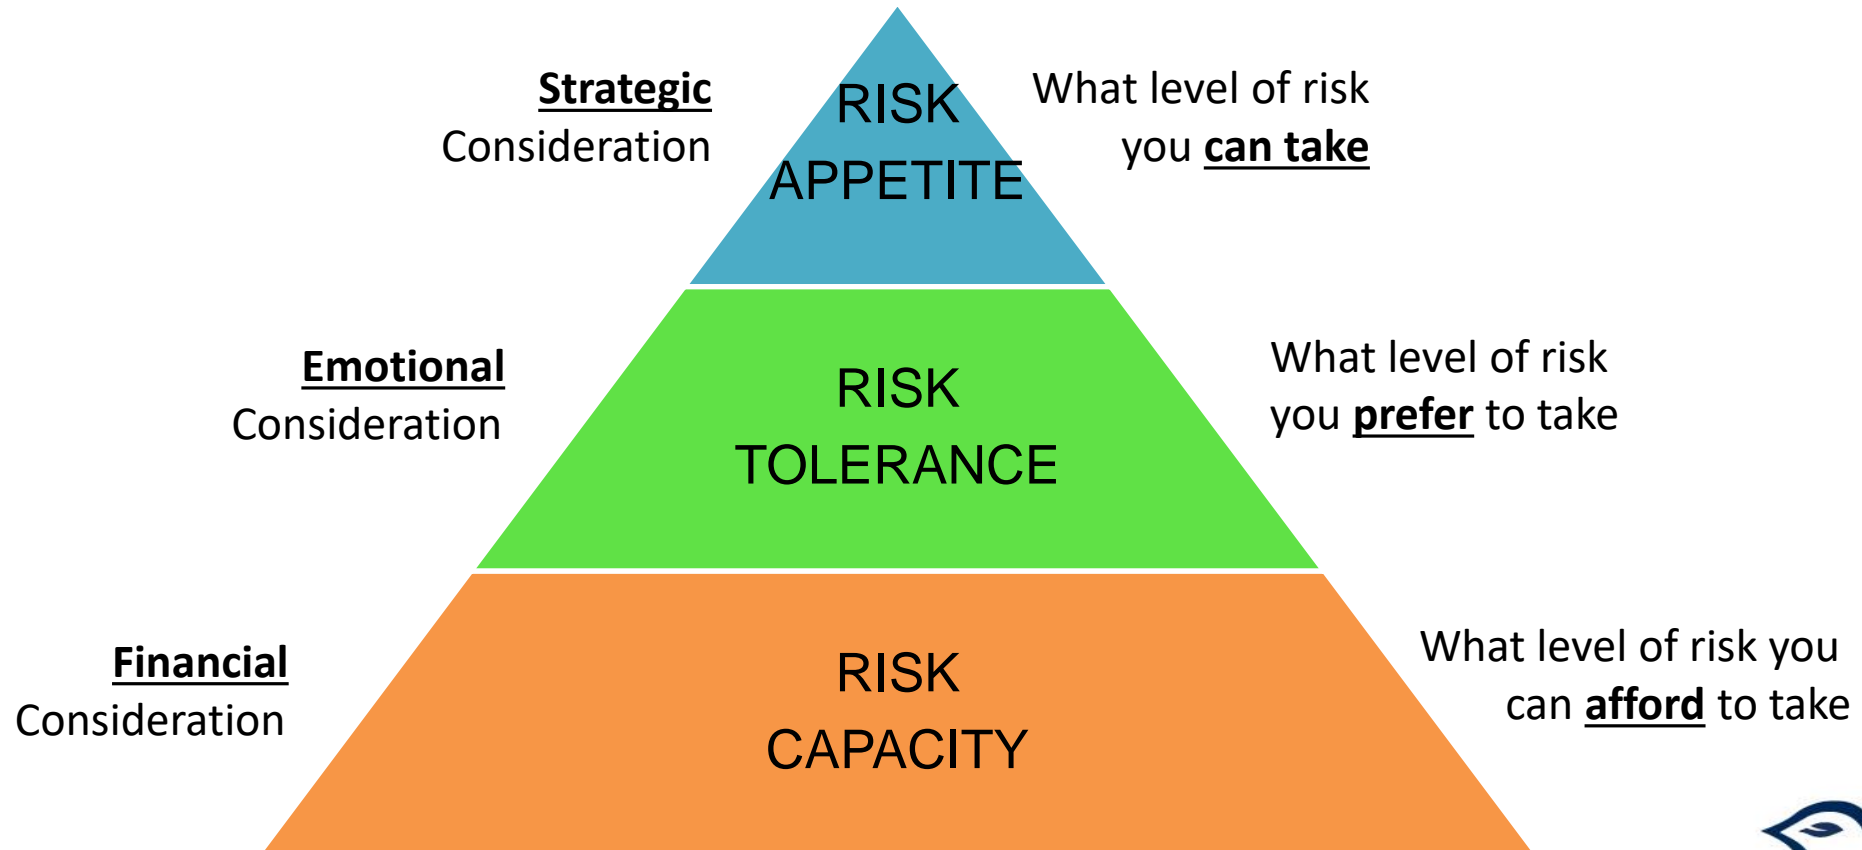 Strategic
Consideration
RISK
APPETITE
What level of risk
you can take
Emotional
Consideration
RISK
TOLERANCE
What level of risk
you prefer to take
Financial
Consideration
RISK
CAPACITY
What level of risk you
can afford to take